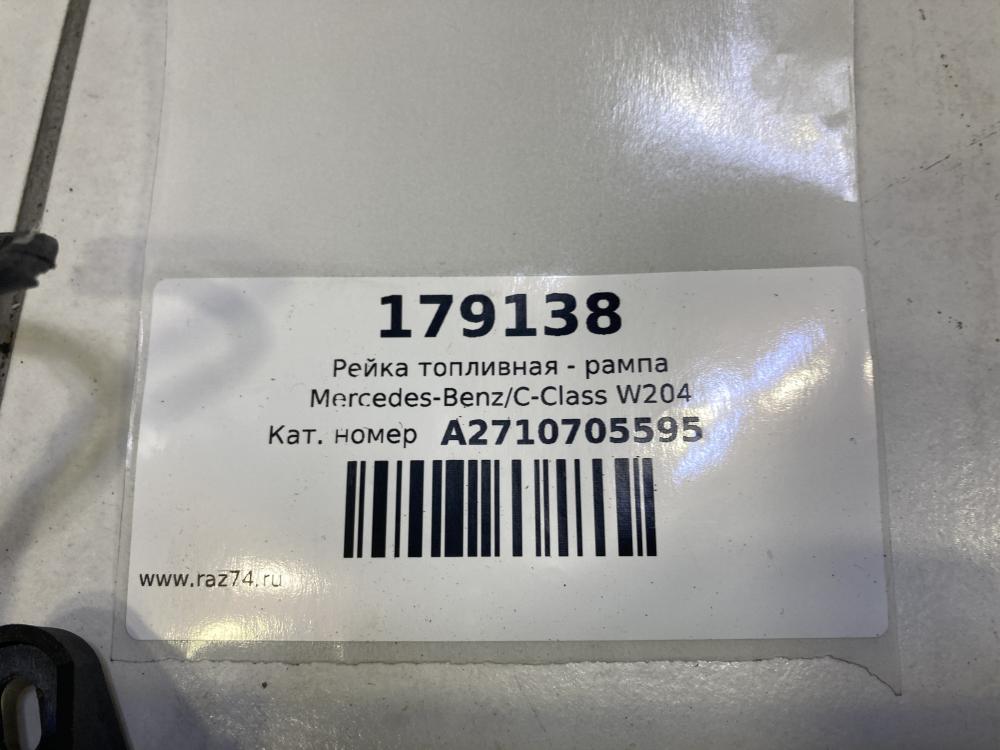 179138
Рейка топливная - рампа
Mercedes-Benz/C-Class W204
Кат. номер A2710705595
www.raz74.ru